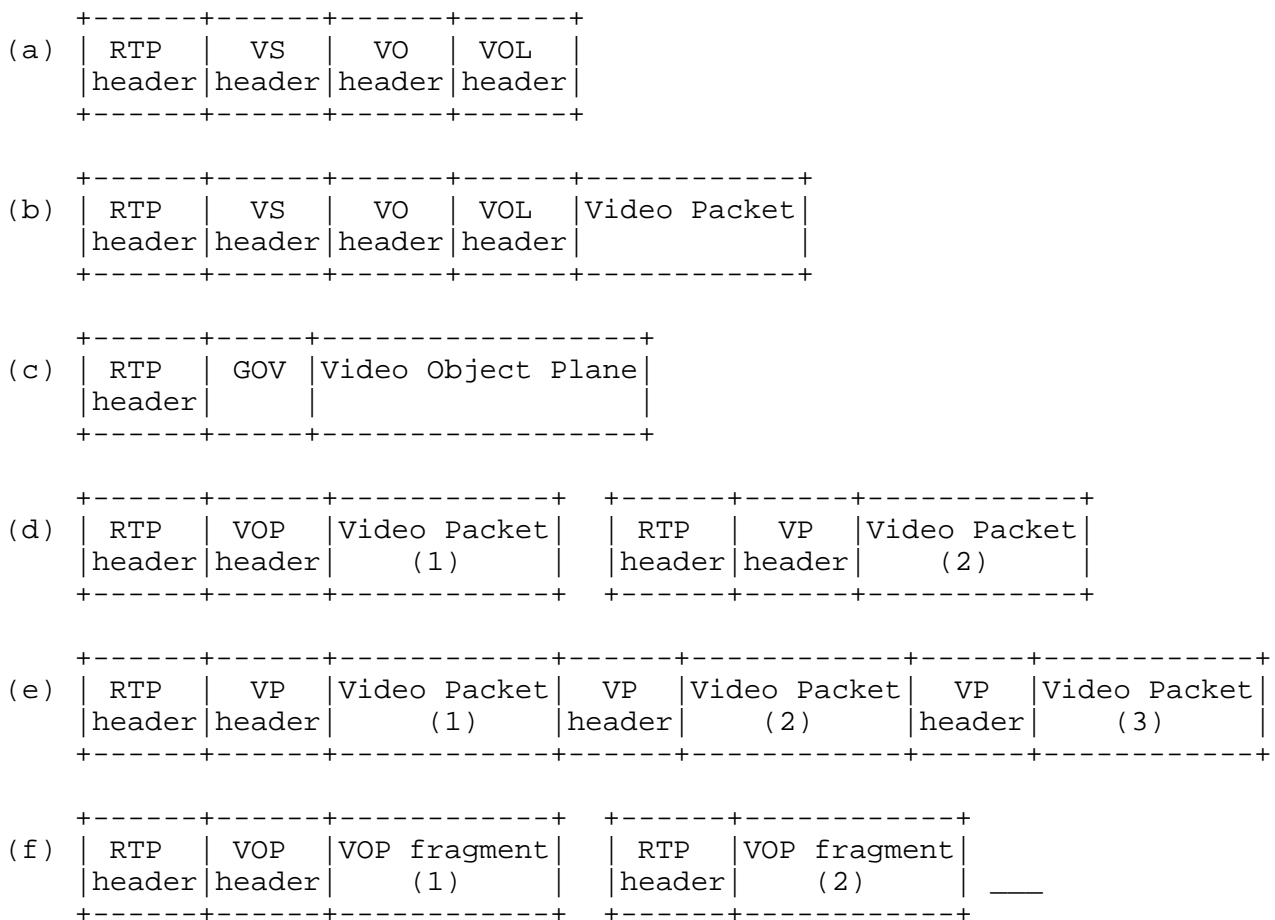 +------+------+------+------+
(a) | RTP  |  VS  |  VO  | VOL  |
    |header|header|header|header|
    +------+------+------+------+

    +------+------+------+------+------------+
(b) | RTP  |  VS  |  VO  | VOL  |Video Packet|
    |header|header|header|header|            |
    +------+------+------+------+------------+

    +------+-----+------------------+
(c) | RTP  | GOV |Video Object Plane|
    |header|     |                  |
    +------+-----+------------------+

    +------+------+------------+  +------+------+------------+
(d) | RTP  | VOP  |Video Packet|  | RTP  |  VP  |Video Packet|
    |header|header|    (1)     |  |header|header|    (2)     |
    +------+------+------------+  +------+------+------------+

    +------+------+------------+------+------------+------+------------+
(e) | RTP  |  VP  |Video Packet|  VP  |Video Packet|  VP  |Video Packet|
    |header|header|     (1)    |header|    (2)     |header|    (3)     |
    +------+------+------------+------+------------+------+------------+

    +------+------+------------+  +------+------------+
(f) | RTP  | VOP  |VOP fragment|  | RTP  |VOP fragment|
    |header|header|    (1)     |  |header|    (2)     | ___
    +------+------+------------+  +------+------------+